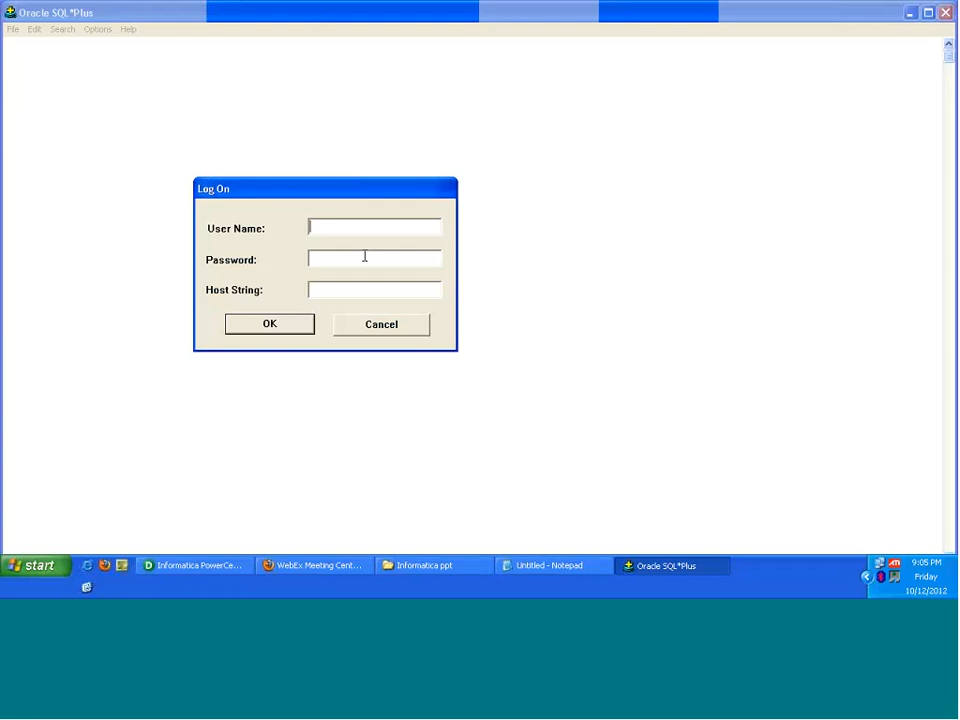 Oracle SQL*Plus
File Edit Search Options Help
Log On
User Name:
Password:
Host String:
OK Cancel
start Informatica PowerCe... WebEx Meeting Cent... Informatica ppt Untitled - Notepad Oracle SQL*Plus 9:05 PM
Friday
10/12/2012